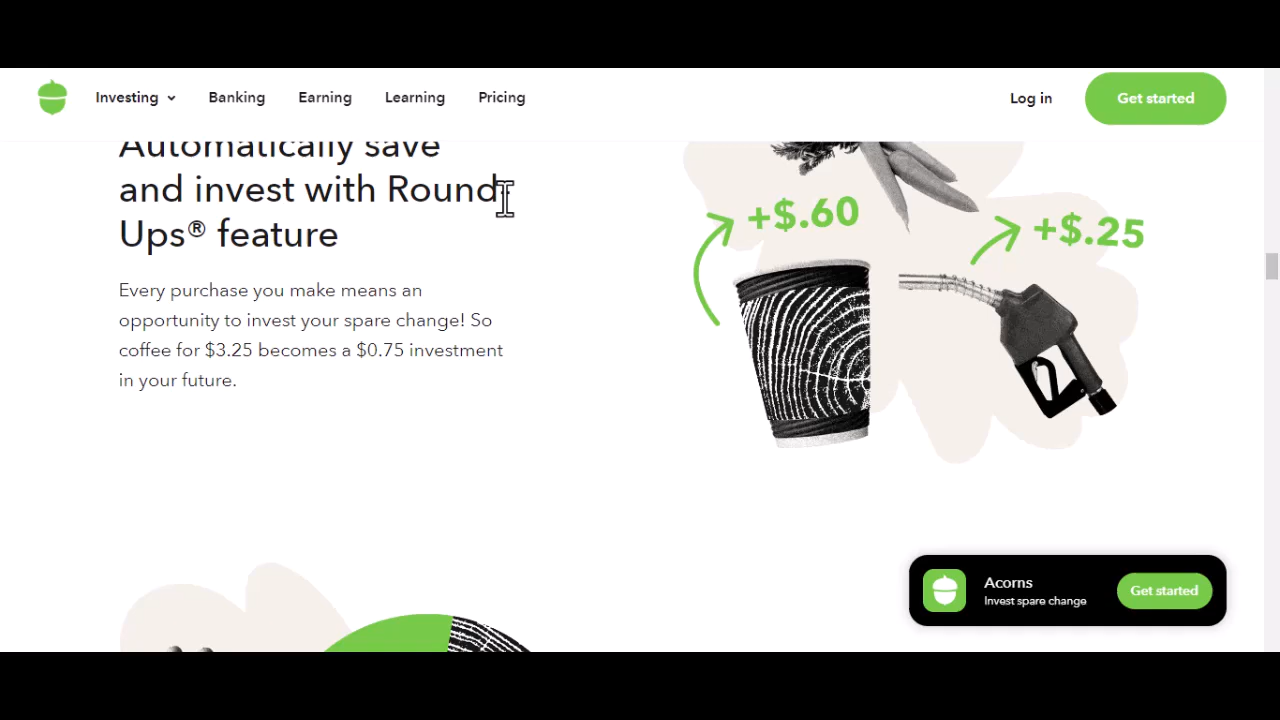 Investing Banking Earning Learning Pricing Log in Get started
Automatically save
and invest with Round-
Ups® feature
Every purchase you make means an
opportunity to invest your spare change! So
coffee for $3.25 becomes a $0.75 investment
in your future.
+$.60
+$.25
Acorns
Invest spare change
Get started